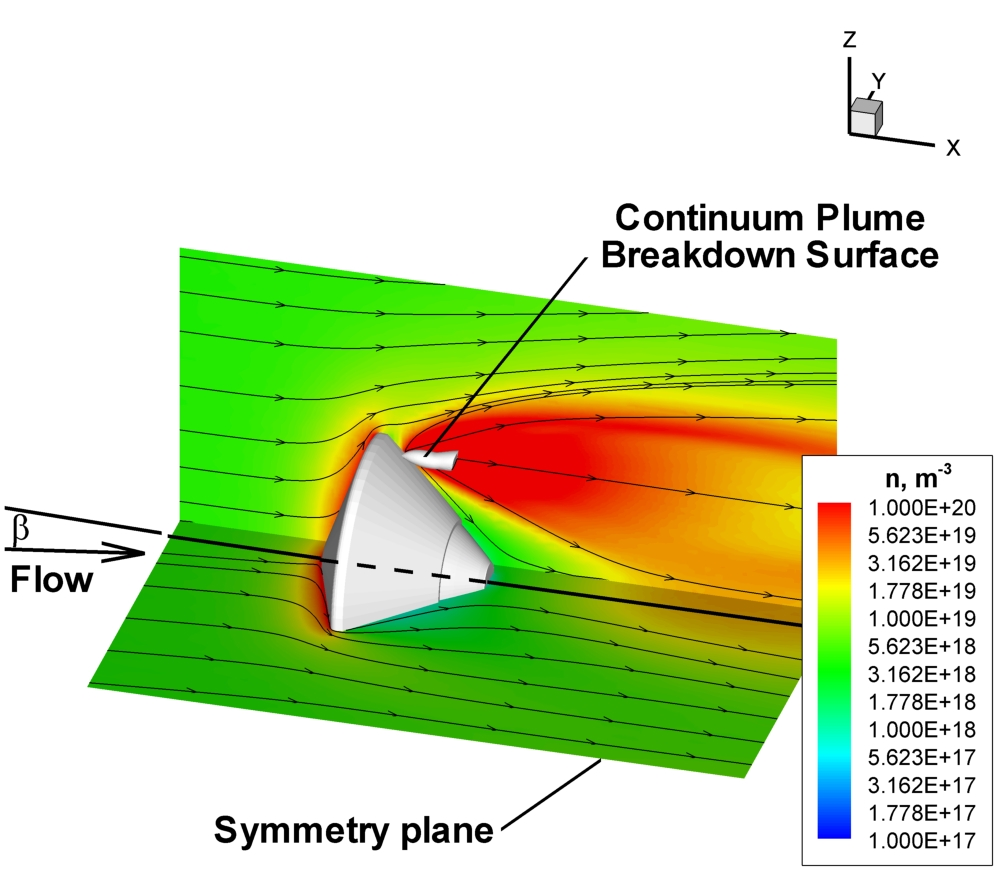 Z
Y
X
Continuum Plume
Breakdown Surface
β
Flow
n, m-3
1.000E+20
5.623E+19
3.162E+19
1.778E+19
1.000E+19
5.623E+18
3.162E+18
1.778E+18
1.000E+18
5.623E+17
3.162E+17
1.778E+17
1.000E+17
Symmetry plane